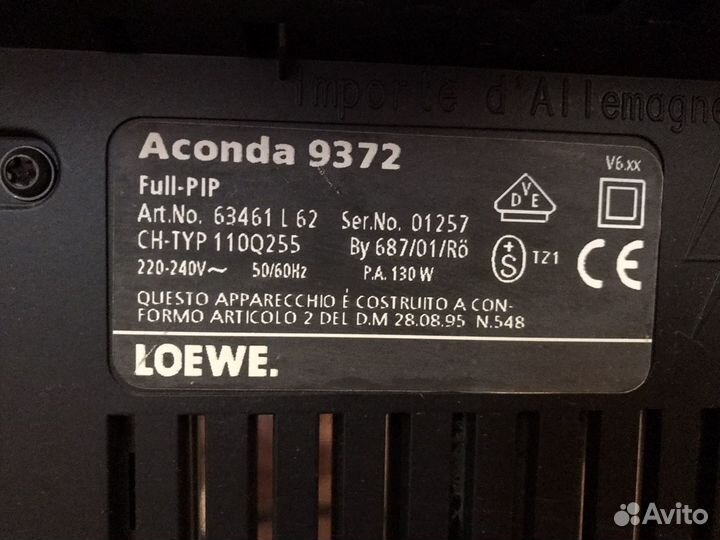 Importe d'Allemagne
Aconda 9372
V6.xx
Full-PIP
Art.No. 63461 L 62 Ser.No. 01257
CH-TYP 110Q255 By 687/01/Rö
220-240V~ 50/60Hz P.A. 130 W
DVE
+S TZ1
CE
QUESTO APPARECCHIO É COSTRUITO A CON-
FORMO ARTICOLO 2 DEL D.M 28.08.95 N.548
LOEWE.
Avito